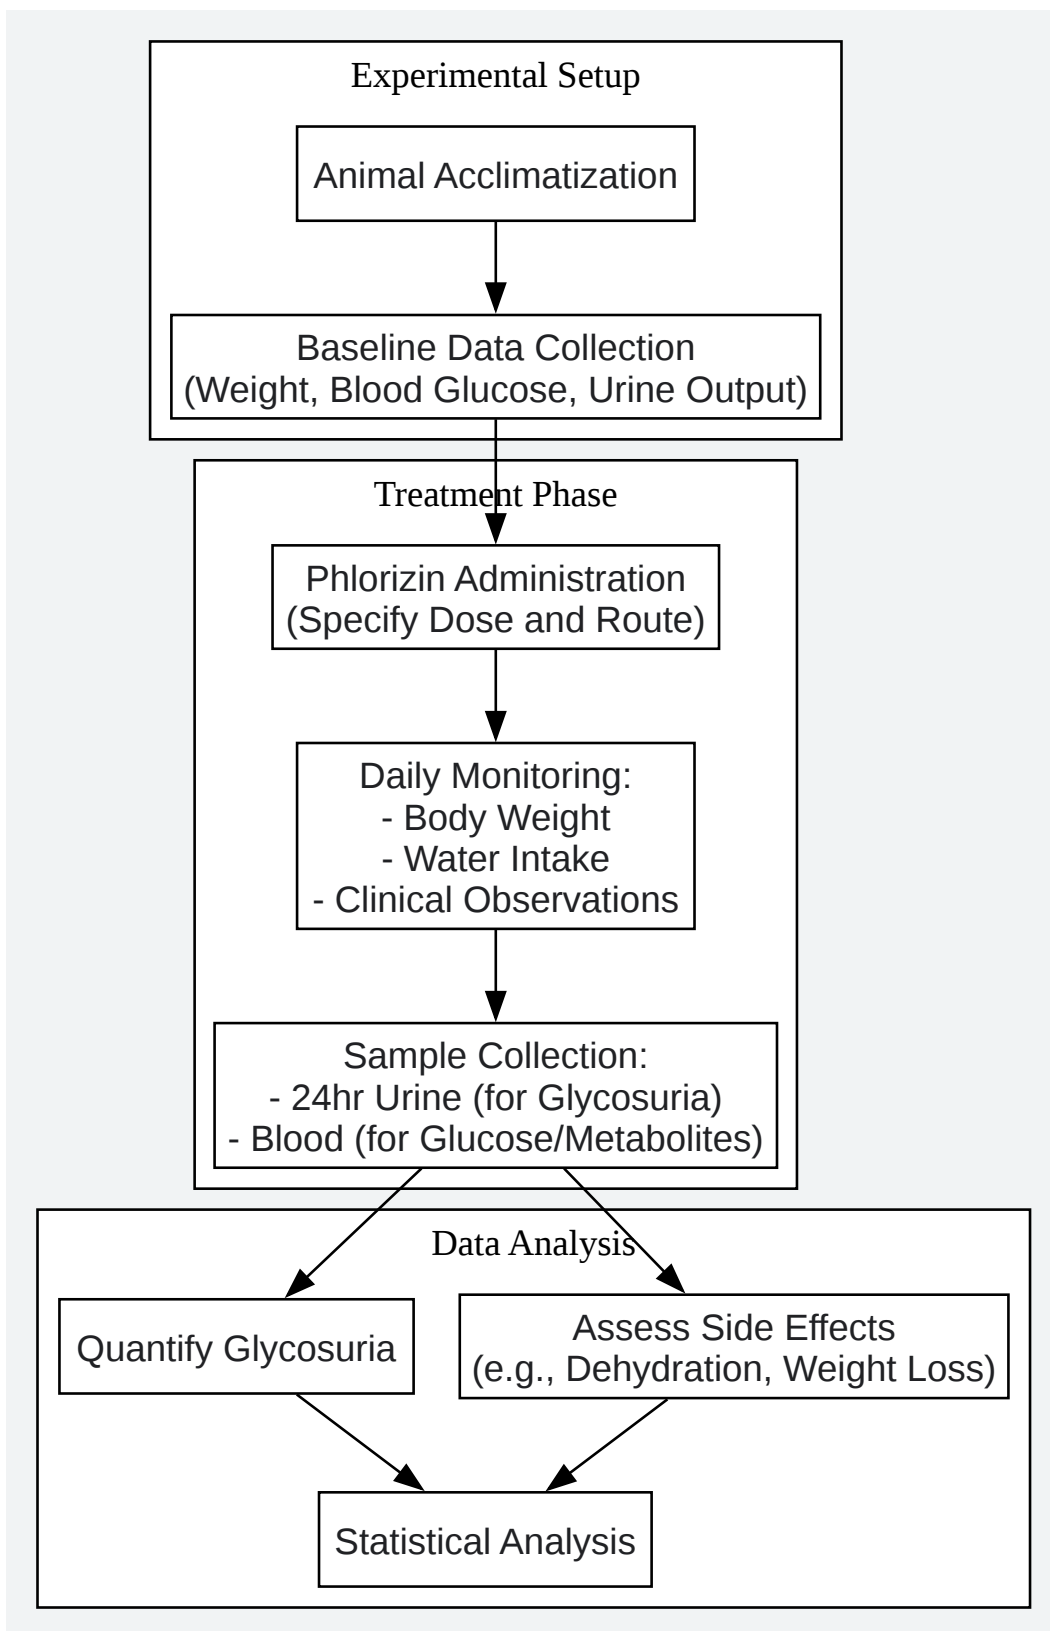 Experimental Setup
Animal Acclimatization
Baseline Data Collection
(Weight, Blood Glucose, Urine Output)
Treatment Phase
Phlorizin Administration
(Specify Dose and Route)
Daily Monitoring:
- Body Weight
- Water Intake
- Clinical Observations
Sample Collection:
- 24hr Urine (for Glycosuria)
- Blood (for Glucose/Metabolites)
Data Analysis
Quantify Glycosuria
Assess Side Effects
(e.g., Dehydration, Weight Loss)
Statistical Analysis